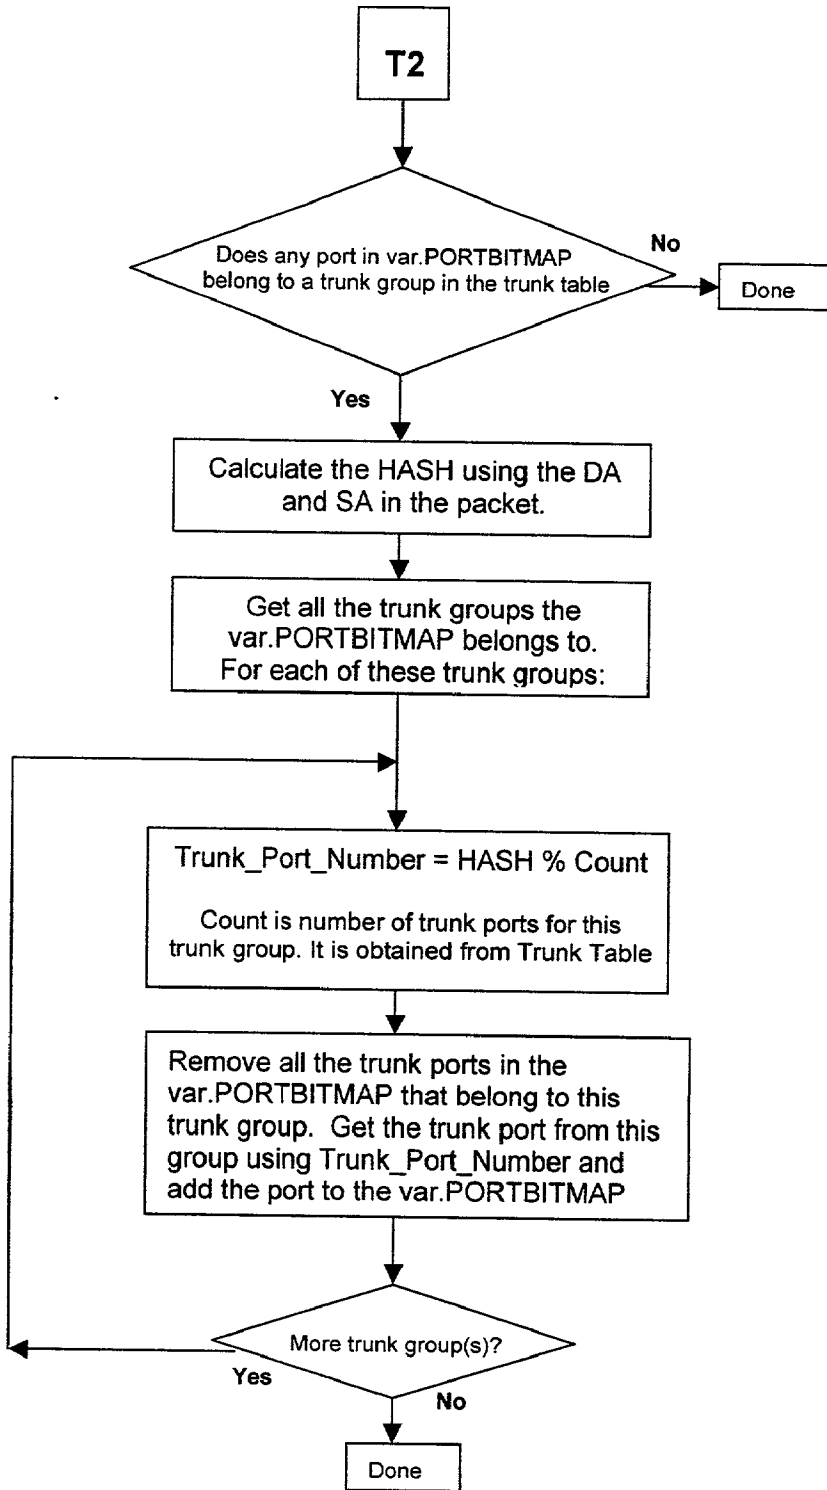 T2
Does any port in var.PORTBITMAP
belong to a trunk group in the trunk table
No
Done
Yes
Calculate the HASH using the DA
and SA in the packet.
Get all the trunk groups the
var.PORTBITMAP belongs to.
For each of these trunk groups:
Trunk_Port_Number = HASH % Count
Count is number of trunk ports for this
trunk group. It is obtained from Trunk Table
Remove all the trunk ports in the
var.PORTBITMAP that belong to this
trunk group. Get the trunk port from this
group using Trunk_Port_Number and
add the port to the var.PORTBITMAP
More trunk group(s)?
Yes
No
Done